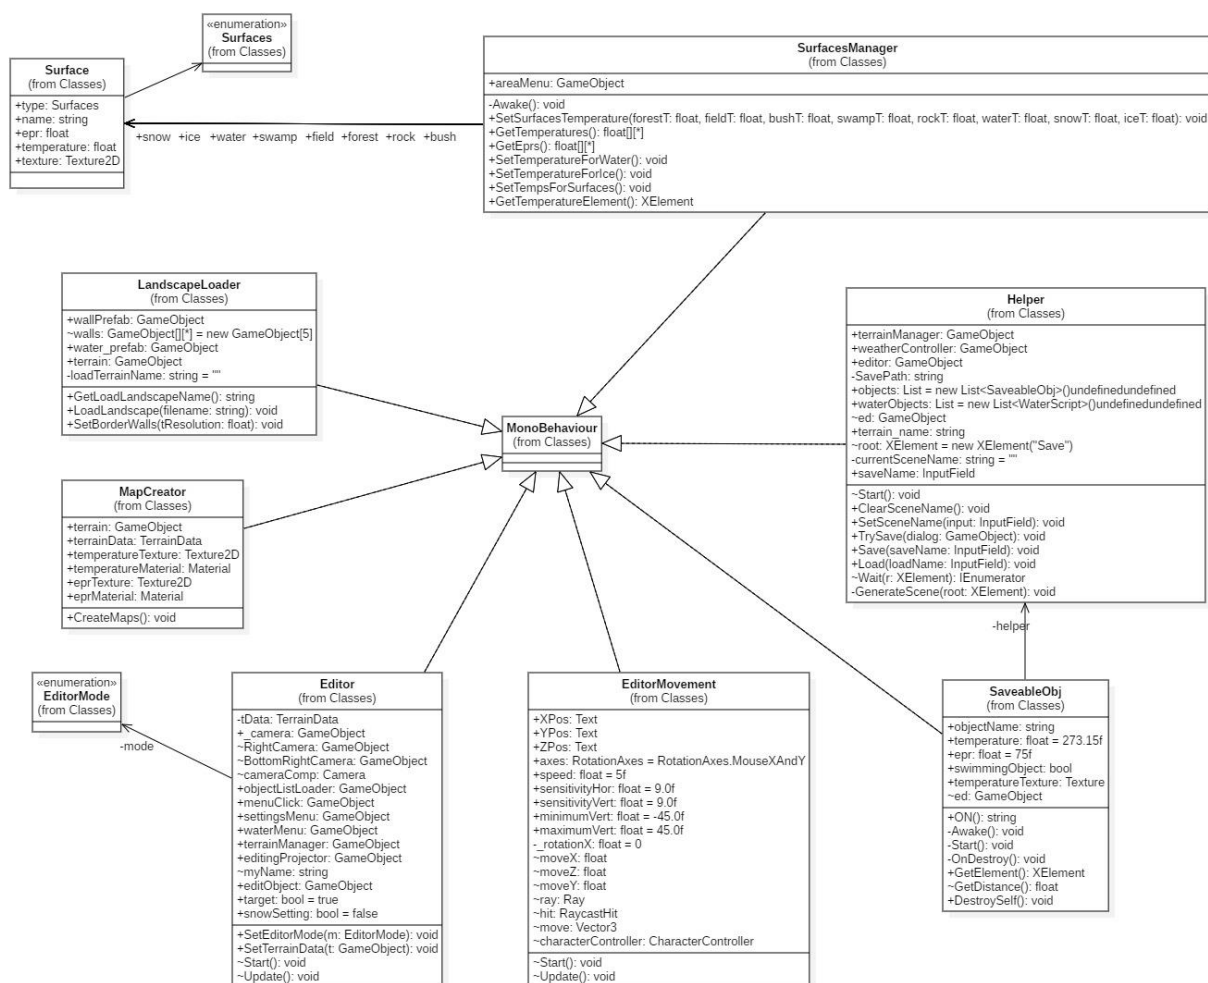 «enumeration»
Surfaces
(from Classes)
Surface
(from Classes)
+type: Surfaces
+name: string
+epr: float
+temperature: float
+texture: Texture2D
+snow +ice +water +swamp +field +forest +rock +bush
SurfacesManager
(from Classes)
+areaMenu: GameObject
-Awake(): void
+SetSurfacesTemperature(forestT: float, fieldT: float, bushT: float, swampT: float, rockT: float, waterT: float, snowT: float, iceT: float): void
+GetTemperatures(): float[][*]
+GetEprs(): float[][*]
+SetTemperatureForWater(): void
+SetTemperatureForIce(): void
+SetTempsForSurfaces(): void
+GetTemperatureElement(): XElement
LandscapeLoader
(from Classes)
+wallPrefab: GameObject
~walls: GameObject[][*] = new GameObject[5]
+water_prefab: GameObject
+terrain: GameObject
-loadTerrainName: string = ""
+GetLoadLandscapeName(): string
+LoadLandscape(filename: string): void
+SetBorderWalls(tResolution: float): void
MonoBehaviour
(from Classes)
Helper
(from Classes)
+terrainManager: GameObject
+weatherController: GameObject
+editor: GameObject
-SavePath: string
+objects: List = new List<SaveableObj>()undefinedundefined
+waterObjects: List = new List<WaterScript>()undefinedundefined
~ed: GameObject
+terrain_name: string
~root: XElement = new XElement("Save")
-currentSceneName: string = ""
+saveName: InputField
~Start(): void
+ClearSceneName(): void
+SetSceneName(input: InputField): void
+TrySave(dialog: GameObject): void
+Save(saveName: InputField): void
+Load(loadName: InputField): void
~Wait(r: XElement): IEnumerator
-GenerateScene(root: XElement): void
MapCreator
(from Classes)
+terrain: GameObject
+terrainData: TerrainData
+temperatureTexture: Texture2D
+temperatureMaterial: Material
+eprTexture: Texture2D
+eprMaterial: Material
+CreateMaps(): void
-helper
«enumeration»
EditorMode
(from Classes)
-mode
Editor
(from Classes)
-tData: TerrainData
+_camera: GameObject
~RightCamera: GameObject
~BottomRightCamera: GameObject
~cameraComp: Camera
+objectListLoader: GameObject
+menuClick: GameObject
+settingsMenu: GameObject
+waterMenu: GameObject
+terrainManager: GameObject
+editingProjector: GameObject
~myName: string
+editObject: GameObject
+target: bool = true
+snowSetting: bool = false
+SetEditorMode(m: EditorMode): void
+SetTerrainData(t: GameObject): void
~Start(): void
~Update(): void
EditorMovement
(from Classes)
+XPos: Text
+YPos: Text
+ZPos: Text
+axes: RotationAxes = RotationAxes.MouseXAndY
+speed: float = 5f
+sensitivityHor: float = 9.0f
+sensitivityVert: float = 9.0f
+minimumVert: float = -45.0f
+maximumVert: float = 45.0f
-_rotationX: float = 0
~moveX: float
~moveZ: float
~moveY: float
~ray: Ray
~hit: RaycastHit
~move: Vector3
~characterController: CharacterController
~Start(): void
~Update(): void
SaveableObj
(from Classes)
+objectName: string
+temperature: float = 273.15f
+epr: float = 75f
+swimmingObject: bool
+temperatureTexture: Texture
~ed: GameObject
+ON(): string
-Awake(): void
-Start(): void
-OnDestroy(): void
+GetElement(): XElement
~GetDistance(): float
+DestroySelf(): void